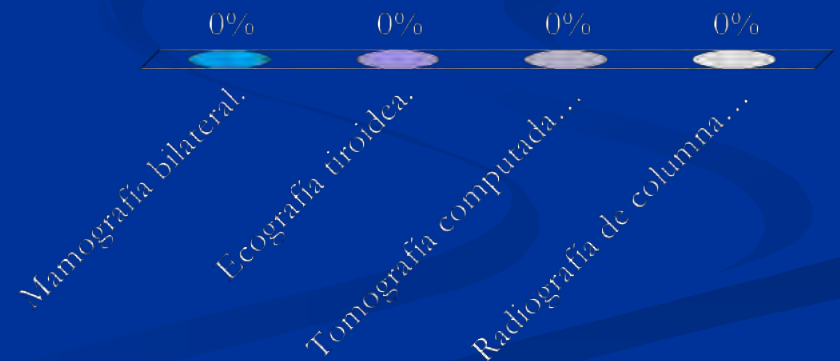 0% 0% 0% 0%
Mamografía bilateral.
Ecografía tiroidea.
Tomografía computada…
Radiografía de columna…